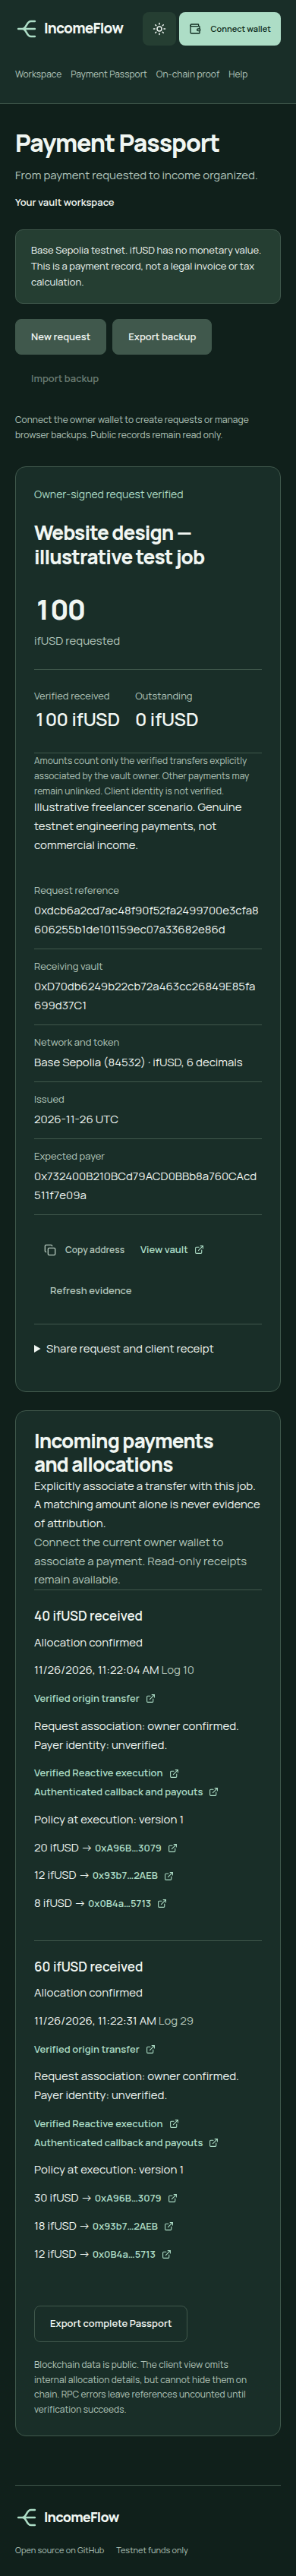 IncomeFlow
Connect wallet
Workspace Payment Passport On-chain proof Help
Payment Passport
From payment requested to income organized.
Your vault workspace
Base Sepolia testnet. ifUSD has no monetary value.
This is a payment record, not a legal invoice or tax
calculation.
New request Export backup
Import backup
Connect the owner wallet to create requests or manage
browser backups. Public records remain read only.
Owner-signed request verified
Website design —
illustrative test job
100
ifUSD requested
Verified received Outstanding
100 ifUSD 0 ifUSD
Amounts count only the verified transfers explicitly
associated by the vault owner. Other payments may
remain unlinked. Client identity is not verified.
Illustrative freelancer scenario. Genuine
testnet engineering payments, not
commercial income.
Request reference
0xdcb6a2cd7ac48f90f52fa2499700e3cfa8
606255b1de101159ec07a33682e86d
Receiving vault
0xD70db6249b22cb72a463cc26849E85fa
699d37C1
Network and token
Base Sepolia (84532) · ifUSD, 6 decimals
Issued
2026-11-26 UTC
Expected payer
0x732400B210BCd79ACD0BBb8a760CAcd
511f7e09a
Copy address View vault
Refresh evidence
Share request and client receipt
Incoming payments
and allocations
Explicitly associate a transfer with this job.
A matching amount alone is never evidence
of attribution.
Connect the current owner wallet to
associate a payment. Read-only receipts
remain available.
40 ifUSD received
Allocation confirmed
11/26/2026, 11:22:04 AM Log 10
Verified origin transfer
Request association: owner confirmed.
Payer identity: unverified.
Verified Reactive execution
Authenticated callback and payouts
Policy at execution: version 1
20 ifUSD → 0xA96B...3079
12 ifUSD → 0x93b7...2AEB
8 ifUSD → 0x0B4a...5713
60 ifUSD received
Allocation confirmed
11/26/2026, 11:22:31 AM Log 29
Verified origin transfer
Request association: owner confirmed.
Payer identity: unverified.
Verified Reactive execution
Authenticated callback and payouts
Policy at execution: version 1
30 ifUSD → 0xA96B...3079
18 ifUSD → 0x93b7...2AEB
12 ifUSD → 0x0B4a...5713
Export complete Passport
Blockchain data is public. The client view omits
internal allocation details, but cannot hide them on
chain. RPC errors leave references uncounted until
verification succeeds.
IncomeFlow
Open source on GitHub Testnet funds only